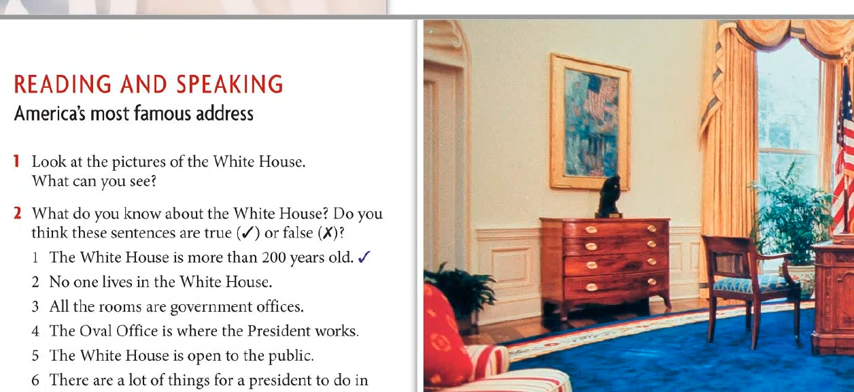 READING AND SPEAKING
America's most famous address
1 Look at the pictures of the White House.
What can you see?
2 What do you know about the White House? Do you
think these sentences are true (✓) or false (✗)?
1 The White House is more than 200 years old. ✓
2 No one lives in the White House.
3 All the rooms are government offices.
4 The Oval Office is where the President works.
5 The White House is open to the public.
6 There are a lot of things for a president to do in